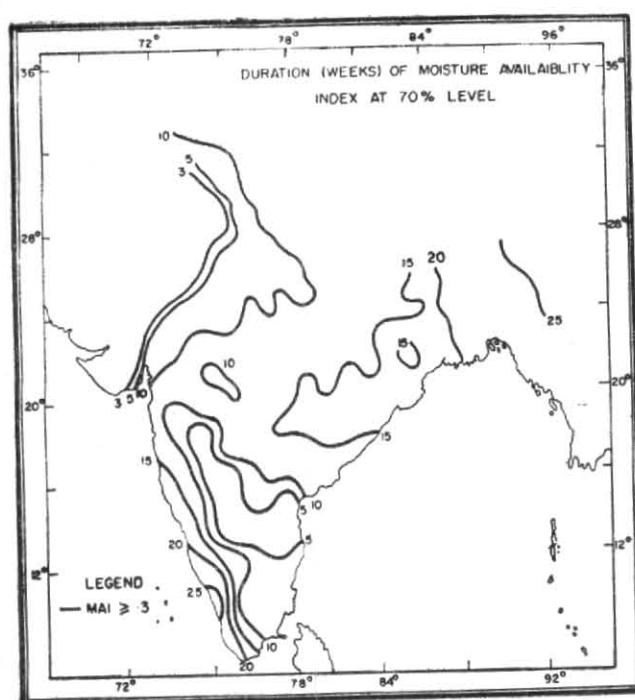 72° 78° 84° 96°
36° 36°
DURATION (WEEKS) OF MOISTURE AVAILABLITY
INDEX AT 70% LEVEL
10
5
3
28° 28°
15 20
25
15
10
3 5 10
20° 20°
15
15
5 10
20 5 12°
12°
25
LEGEND
MAI ≥ ·3
10
20
72° 78° 84° 92°